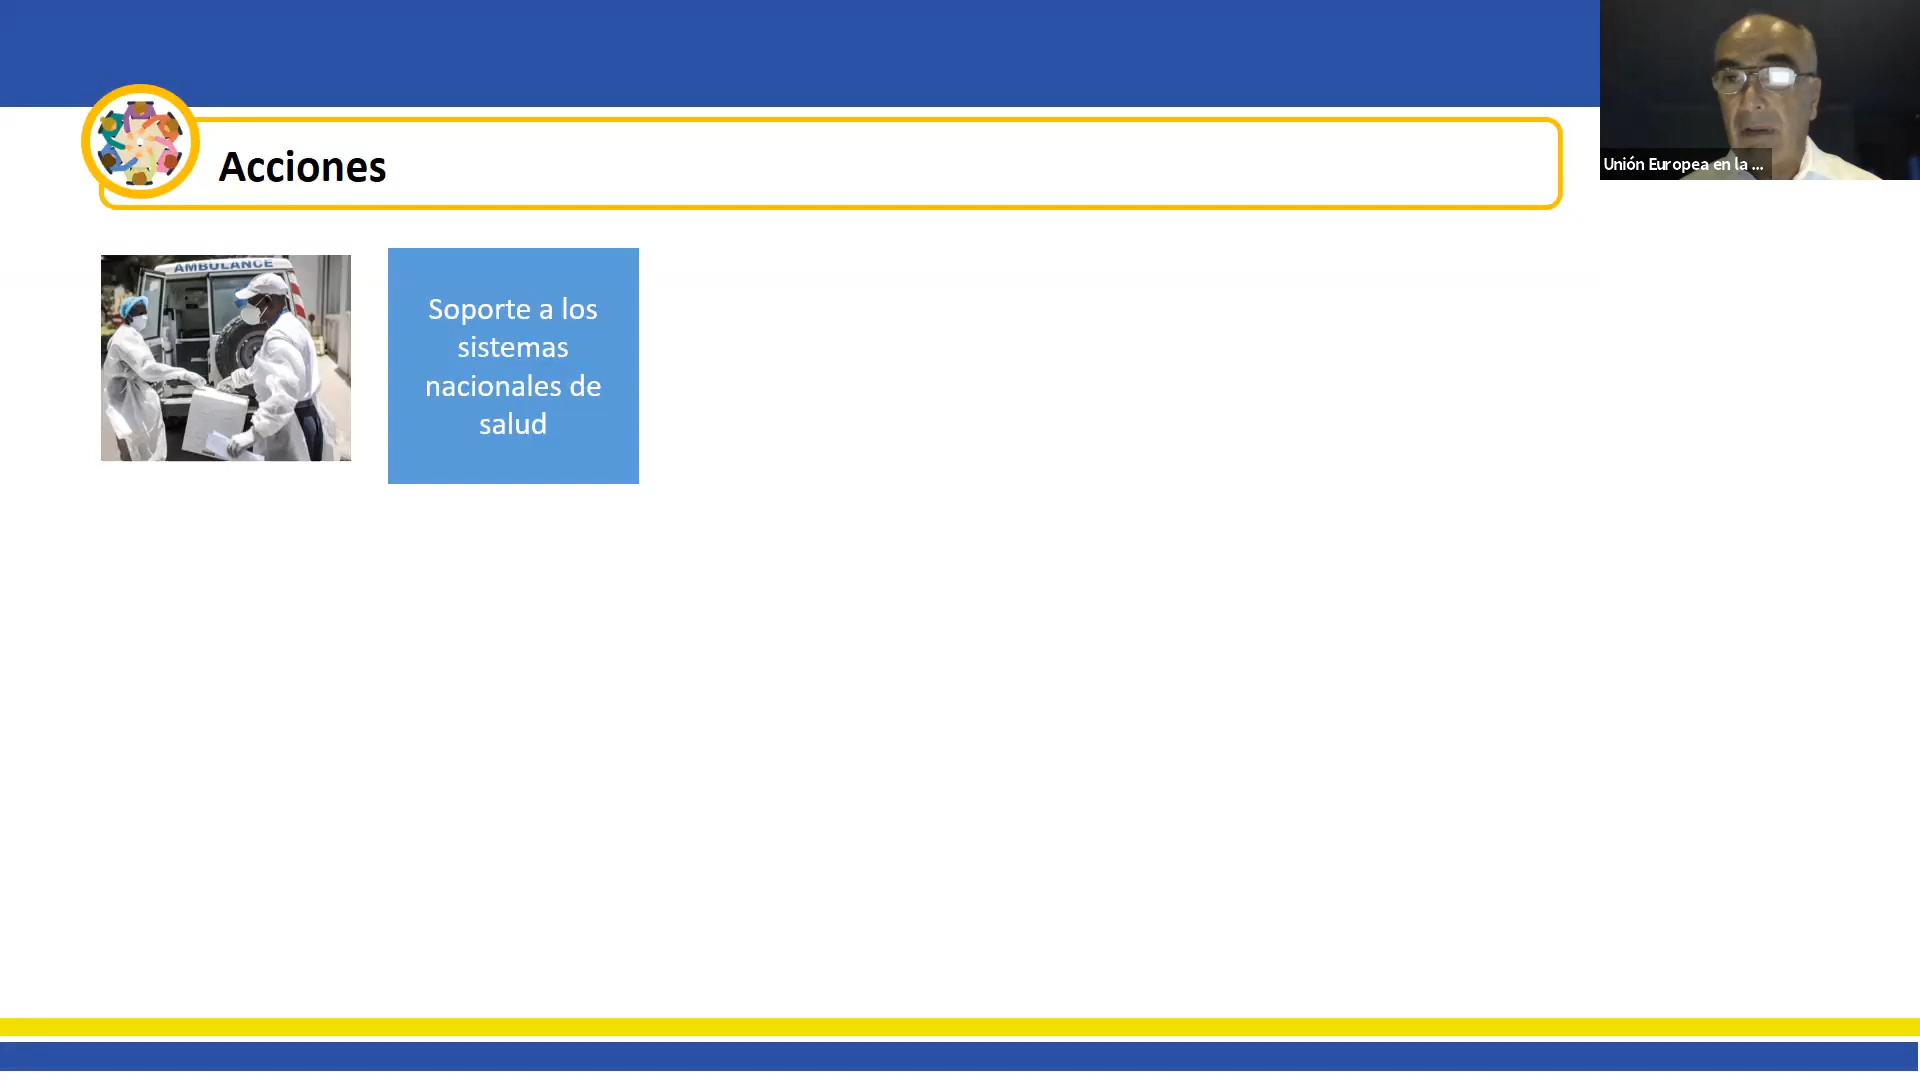 Unión Europea en la ...
Acciones
AMBULANCE
Soporte a los
sistemas
nacionales de
salud